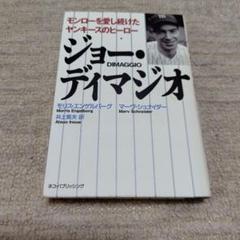 モンローを愛し続けた
ヤンキースのヒーロー
ジョー・
DIMAGGIO
ディマジオ
モリス・エンゲルバーグ
Morris Engelberg
マーヴ・シュナイダー
Marv Schneider
井上篤夫 訳
Atsuo Inoue
ネコ・パブリッシング